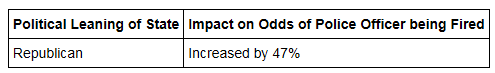 Political Leaning of State Impact on Odds of Police Officer being Fired
Republican Increased by 47%